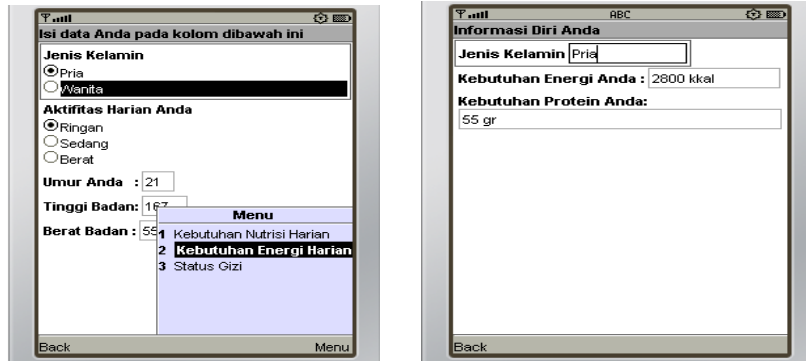 Isi data Anda pada kolom dibawah ini
Jenis Kelamin
Pria
Wanita
Aktifitas Harian Anda
Ringan
Sedang
Berat
Umur Anda : 21
Tinggi Badan: 167
Berat Badan : 55
Menu
1 Kebutuhan Nutrisi Harian
2 Kebutuhan Energi Harian
3 Status Gizi
Back Menu
ABC
Informasi Diri Anda
Jenis Kelamin Pria
Kebutuhan Energi Anda : 2800 kkal
Kebutuhan Protein Anda:
55 gr
Back